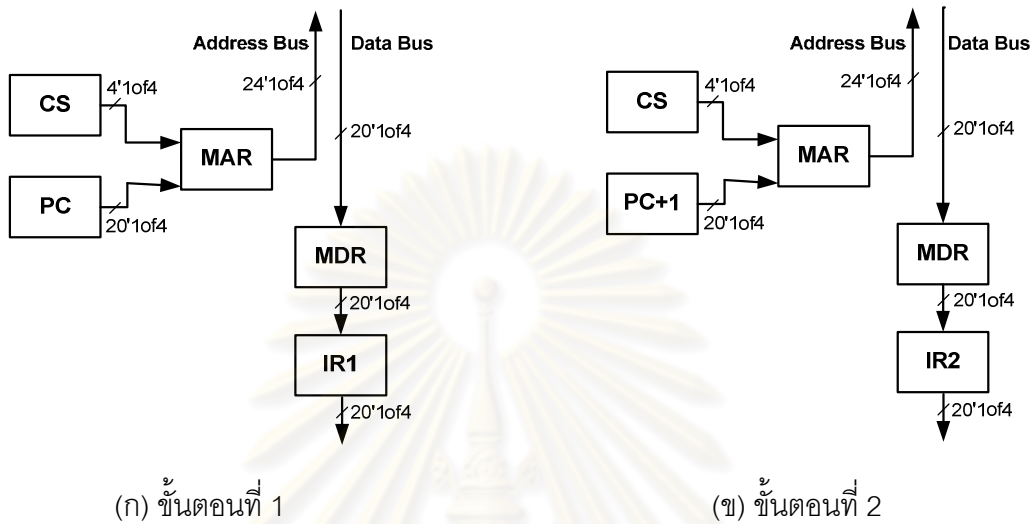 Address Bus
Data Bus
24'1of4
CS
4'1of4
MAR
PC
20'1of4
20'1of4
MDR
20'1of4
IR1
20'1of4
(ก) ขั้นตอนที่ 1
Address Bus
Data Bus
24'1of4
CS
4'1of4
MAR
PC+1
20'1of4
20'1of4
MDR
20'1of4
IR2
20'1of4
(ข) ขั้นตอนที่ 2